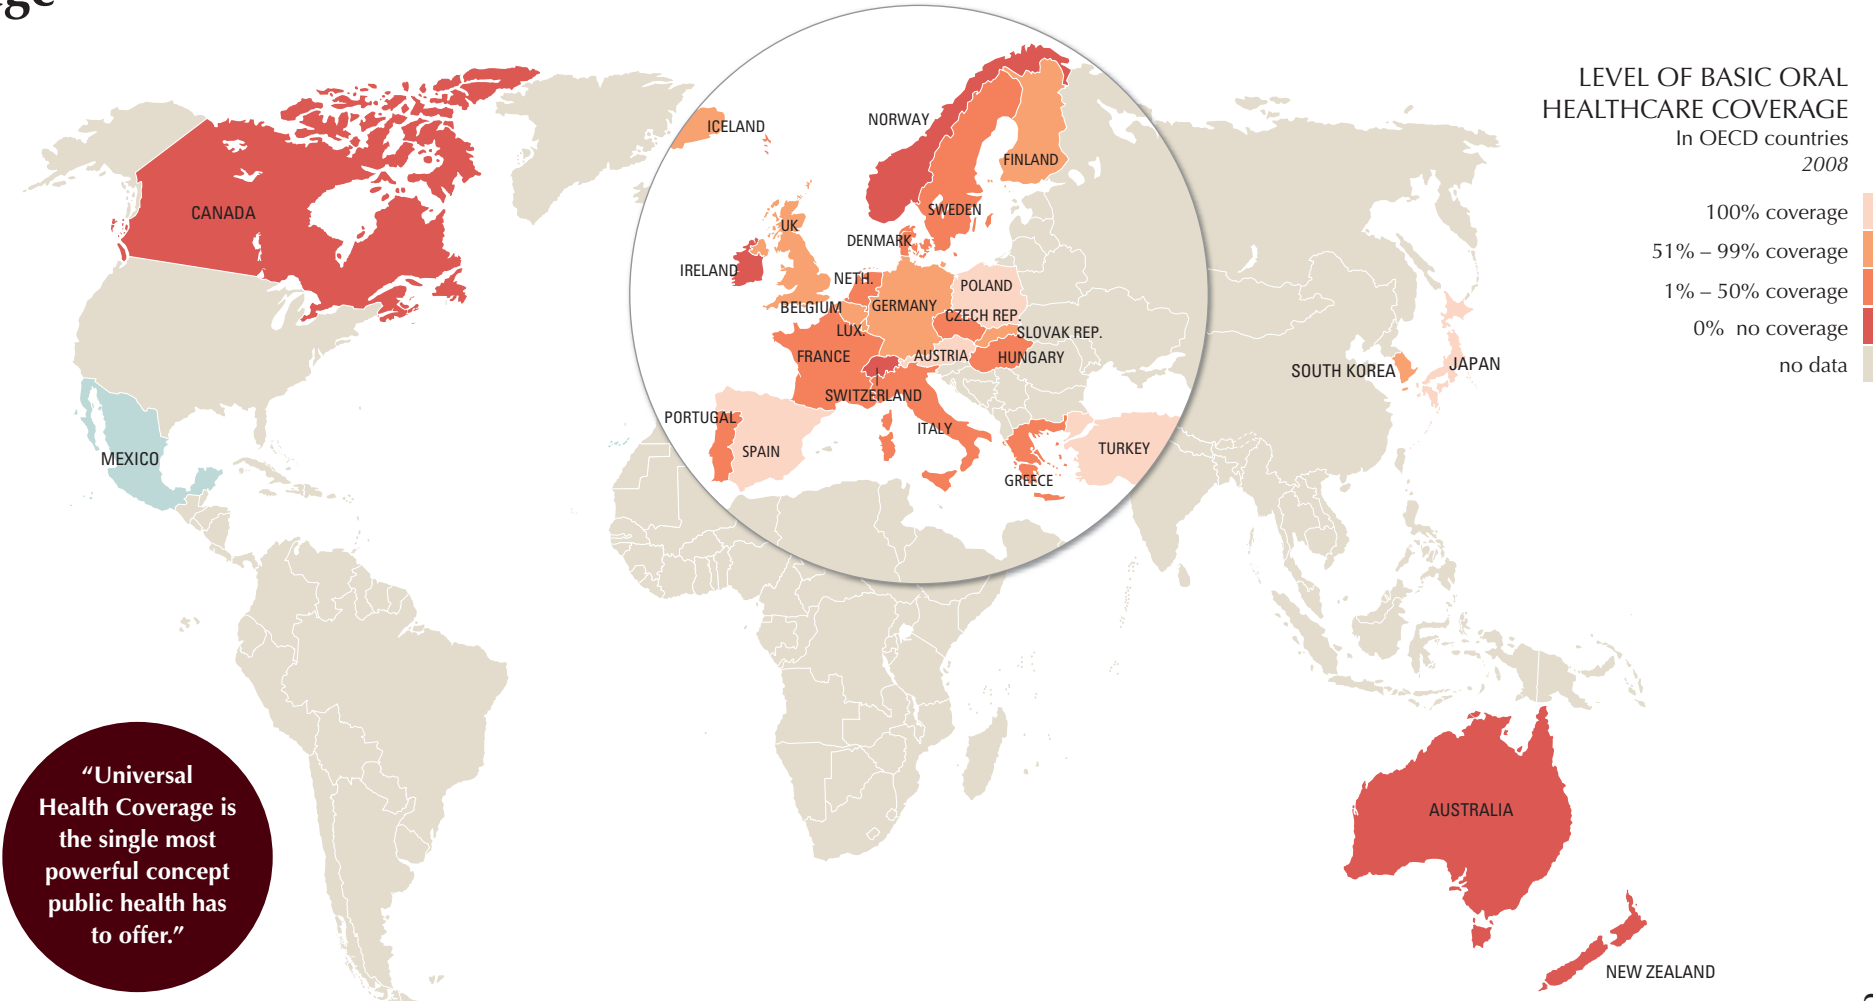 LEVEL OF BASIC ORAL
HEALTHCARE COVERAGE
In OECD countries
2008
100% coverage
51% – 99% coverage
1% – 50% coverage
0% no coverage
no data
CANADA
MEXICO
ICELAND
NORWAY
FINLAND
SWEDEN
UK
DENMARK
IRELAND
NETH.
POLAND
BELGIUM
GERMANY
CZECH REP.
LUX.
SLOVAK REP.
FRANCE
AUSTRIA
HUNGARY
SWITZERLAND
PORTUGAL
ITALY
SPAIN
TURKEY
GREECE
SOUTH KOREA
JAPAN
AUSTRALIA
NEW ZEALAND
“Universal
Health Coverage is
the single most
powerful concept
public health has
to offer.”